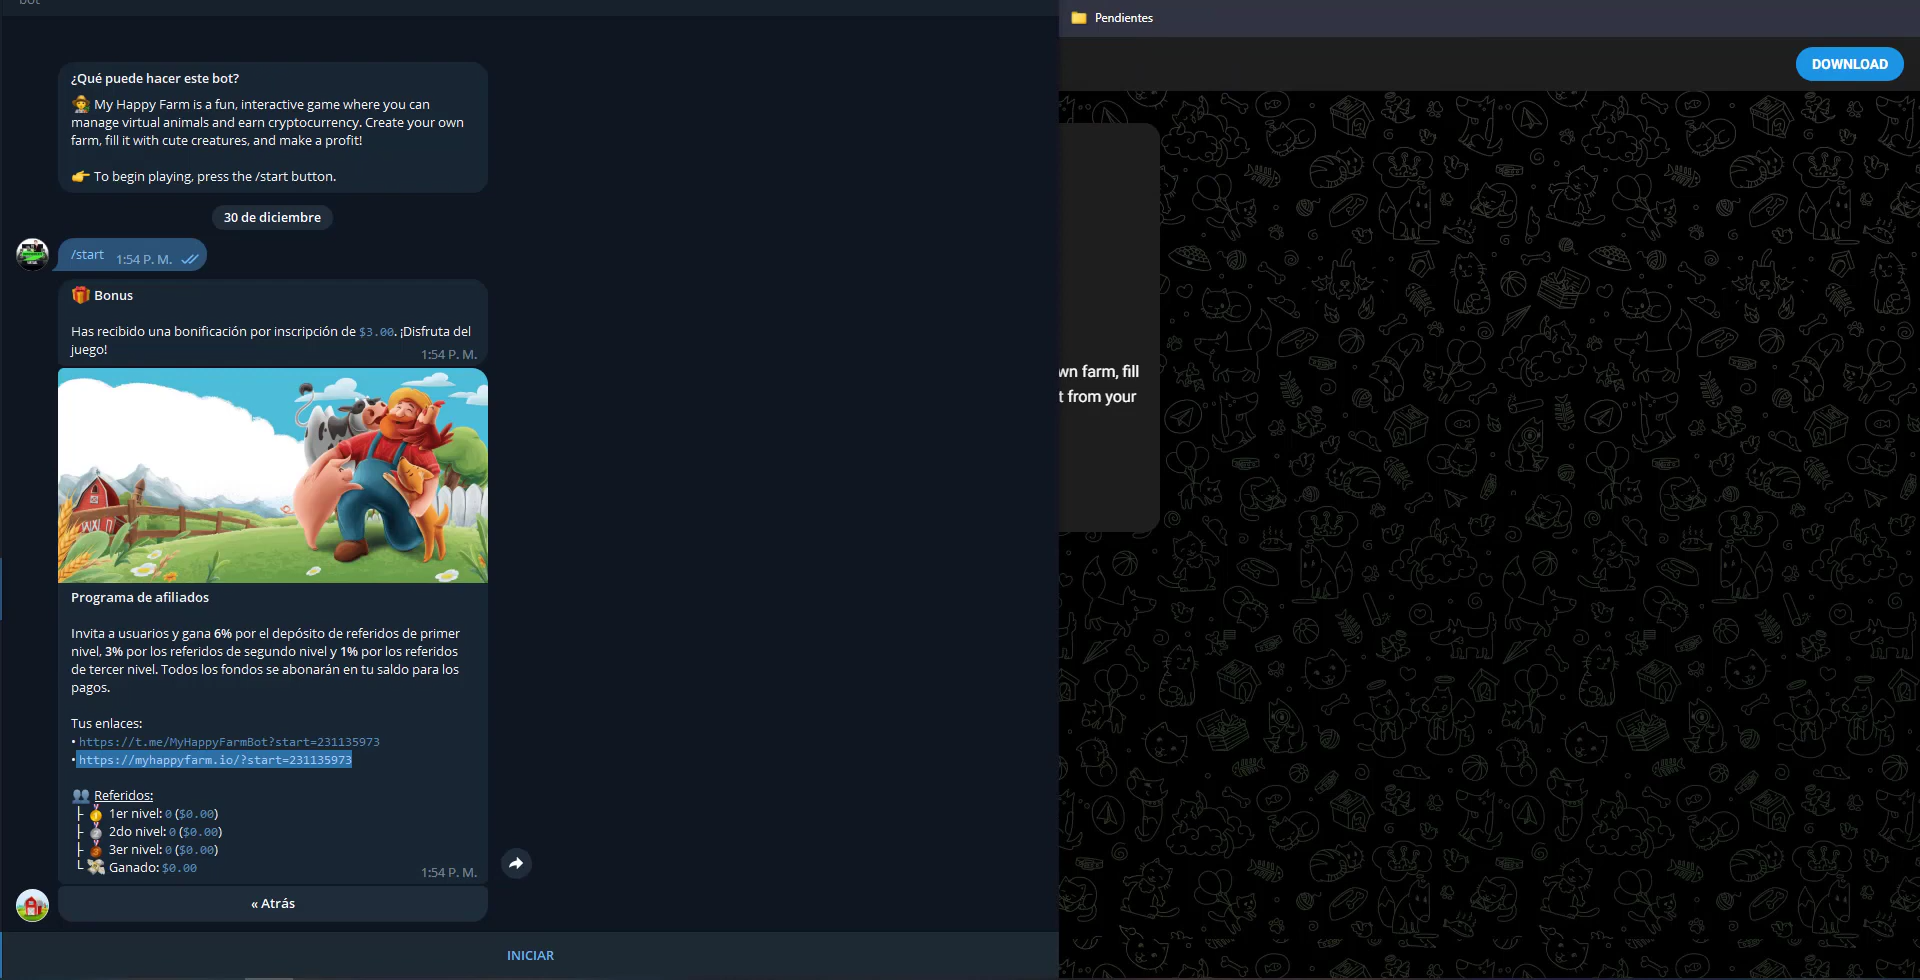 bot
¿Qué puede hacer este bot?
My Happy Farm is a fun, interactive game where you can
manage virtual animals and earn cryptocurrency. Create your own
farm, fill it with cute creatures, and make a profit!
To begin playing, press the /start button.
30 de diciembre
/start 1:54 P. M.
Bonus
Has recibido una bonificación por inscripción de $3.00. ¡Disfruta del
juego!
1:54 P. M.
Programa de afiliados
Invita a usuarios y gana 6% por el depósito de referidos de primer
nivel, 3% por los referidos de segundo nivel y 1% por los referidos
de tercer nivel. Todos los fondos se abonarán en tu saldo para los
pagos.
Tus enlaces:
• https://t.me/MyHappyFarmBot?start=231135973
• https://myhappyfarm.io/?start=231135973
Referidos:
├ 1er nivel: 0 ($0.00)
├ 2do nivel: 0 ($0.00)
├ 3er nivel: 0 ($0.00)
└ Ganado: $0.00
1:54 P. M.
« Atrás
INICIAR
Pendientes
DOWNLOAD
wn farm, fill
t from your